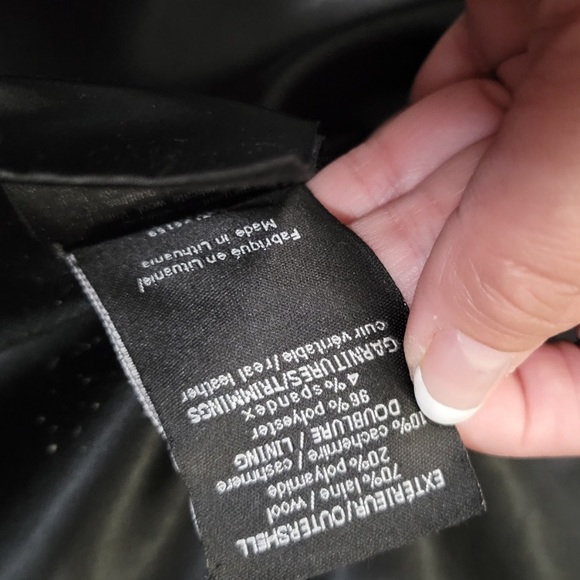 EXTÉRIEUR/OUTERSHELL
70% laine / wool
20% polyamide
10% cachemire / cashmere
DOUBLURE / LINING
96% polyester
4% spandex
GARNITURES/TRIMMINGS
cuir véritable/real leather
Fabriqué en Lituanie/
Made in Lithuania